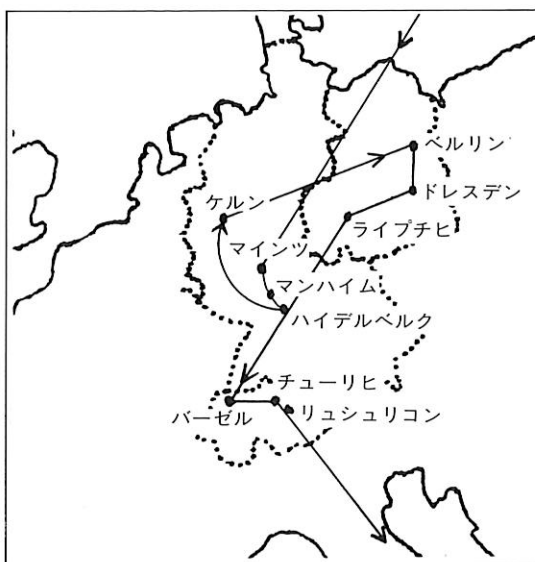 ベルリン
ドレスデン
ケルン
ライプチヒ
マインツ
マンハイム
ハイデルベルク
チューリヒ
バーゼル
リュシュリコン